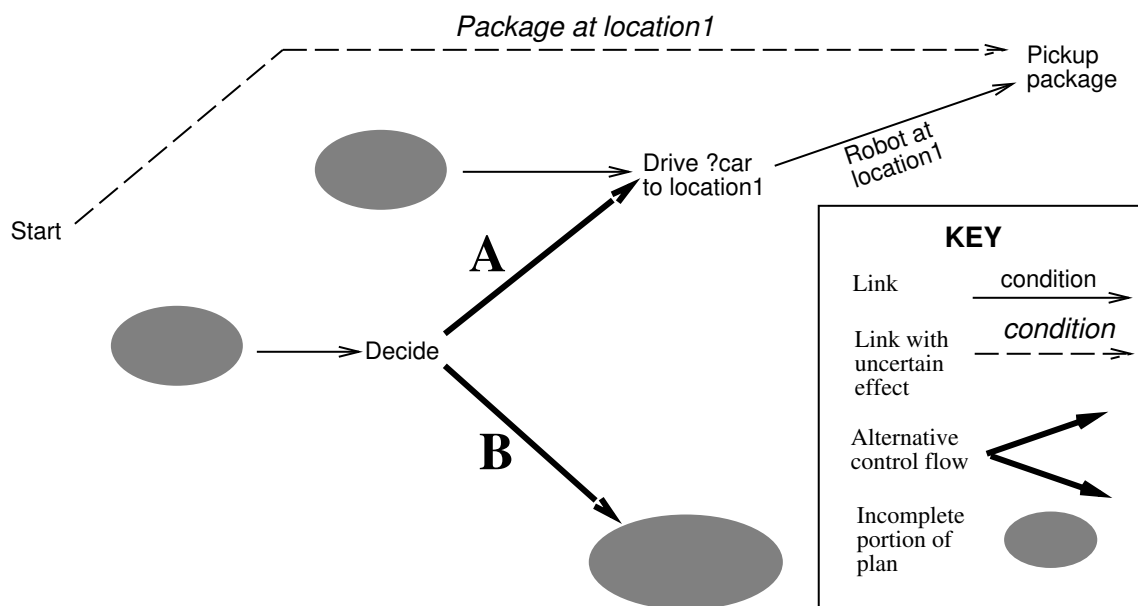 Package at location1
Pickup
package
Drive ?car
to location1
Robot at
location1
Start
A
Decide
B
KEY
Link
condition
Link with
uncertain
effect
condition
Alternative
control flow
Incomplete
portion of
plan